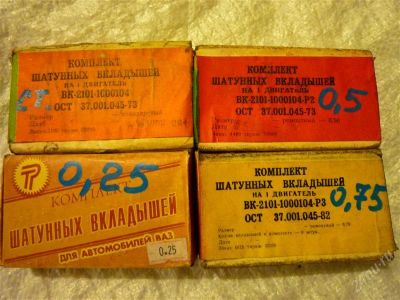 КОМПЛЕКТ
ШАТУННЫХ ВКЛАДЫШЕЙ
НА 1 ДВИГАТЕЛЬ
ВК-2101-1000104
ОСТ 37.001.045-73
СТ.
КОМПЛЕКТ
ШАТУННЫХ ВКЛАДЫШЕЙ
НА 1 ДВИГАТЕЛЬ
ВК-2101-1000104-Р2
ОСТ 37.001.045-73
0,5
КОМПЛЕКТ
ШАТУННЫХ ВКЛАДЫШЕЙ
ДЛЯ АВТОМОБИЛЕЙ ВАЗ
0,25
0.25
КОМПЛЕКТ
ШАТУННЫХ ВКЛАДЫШЕЙ
НА 1 ДВИГАТЕЛЬ
ВК-2101-1000104-Р3
ОСТ 37.001.045-82
Размер
0,75